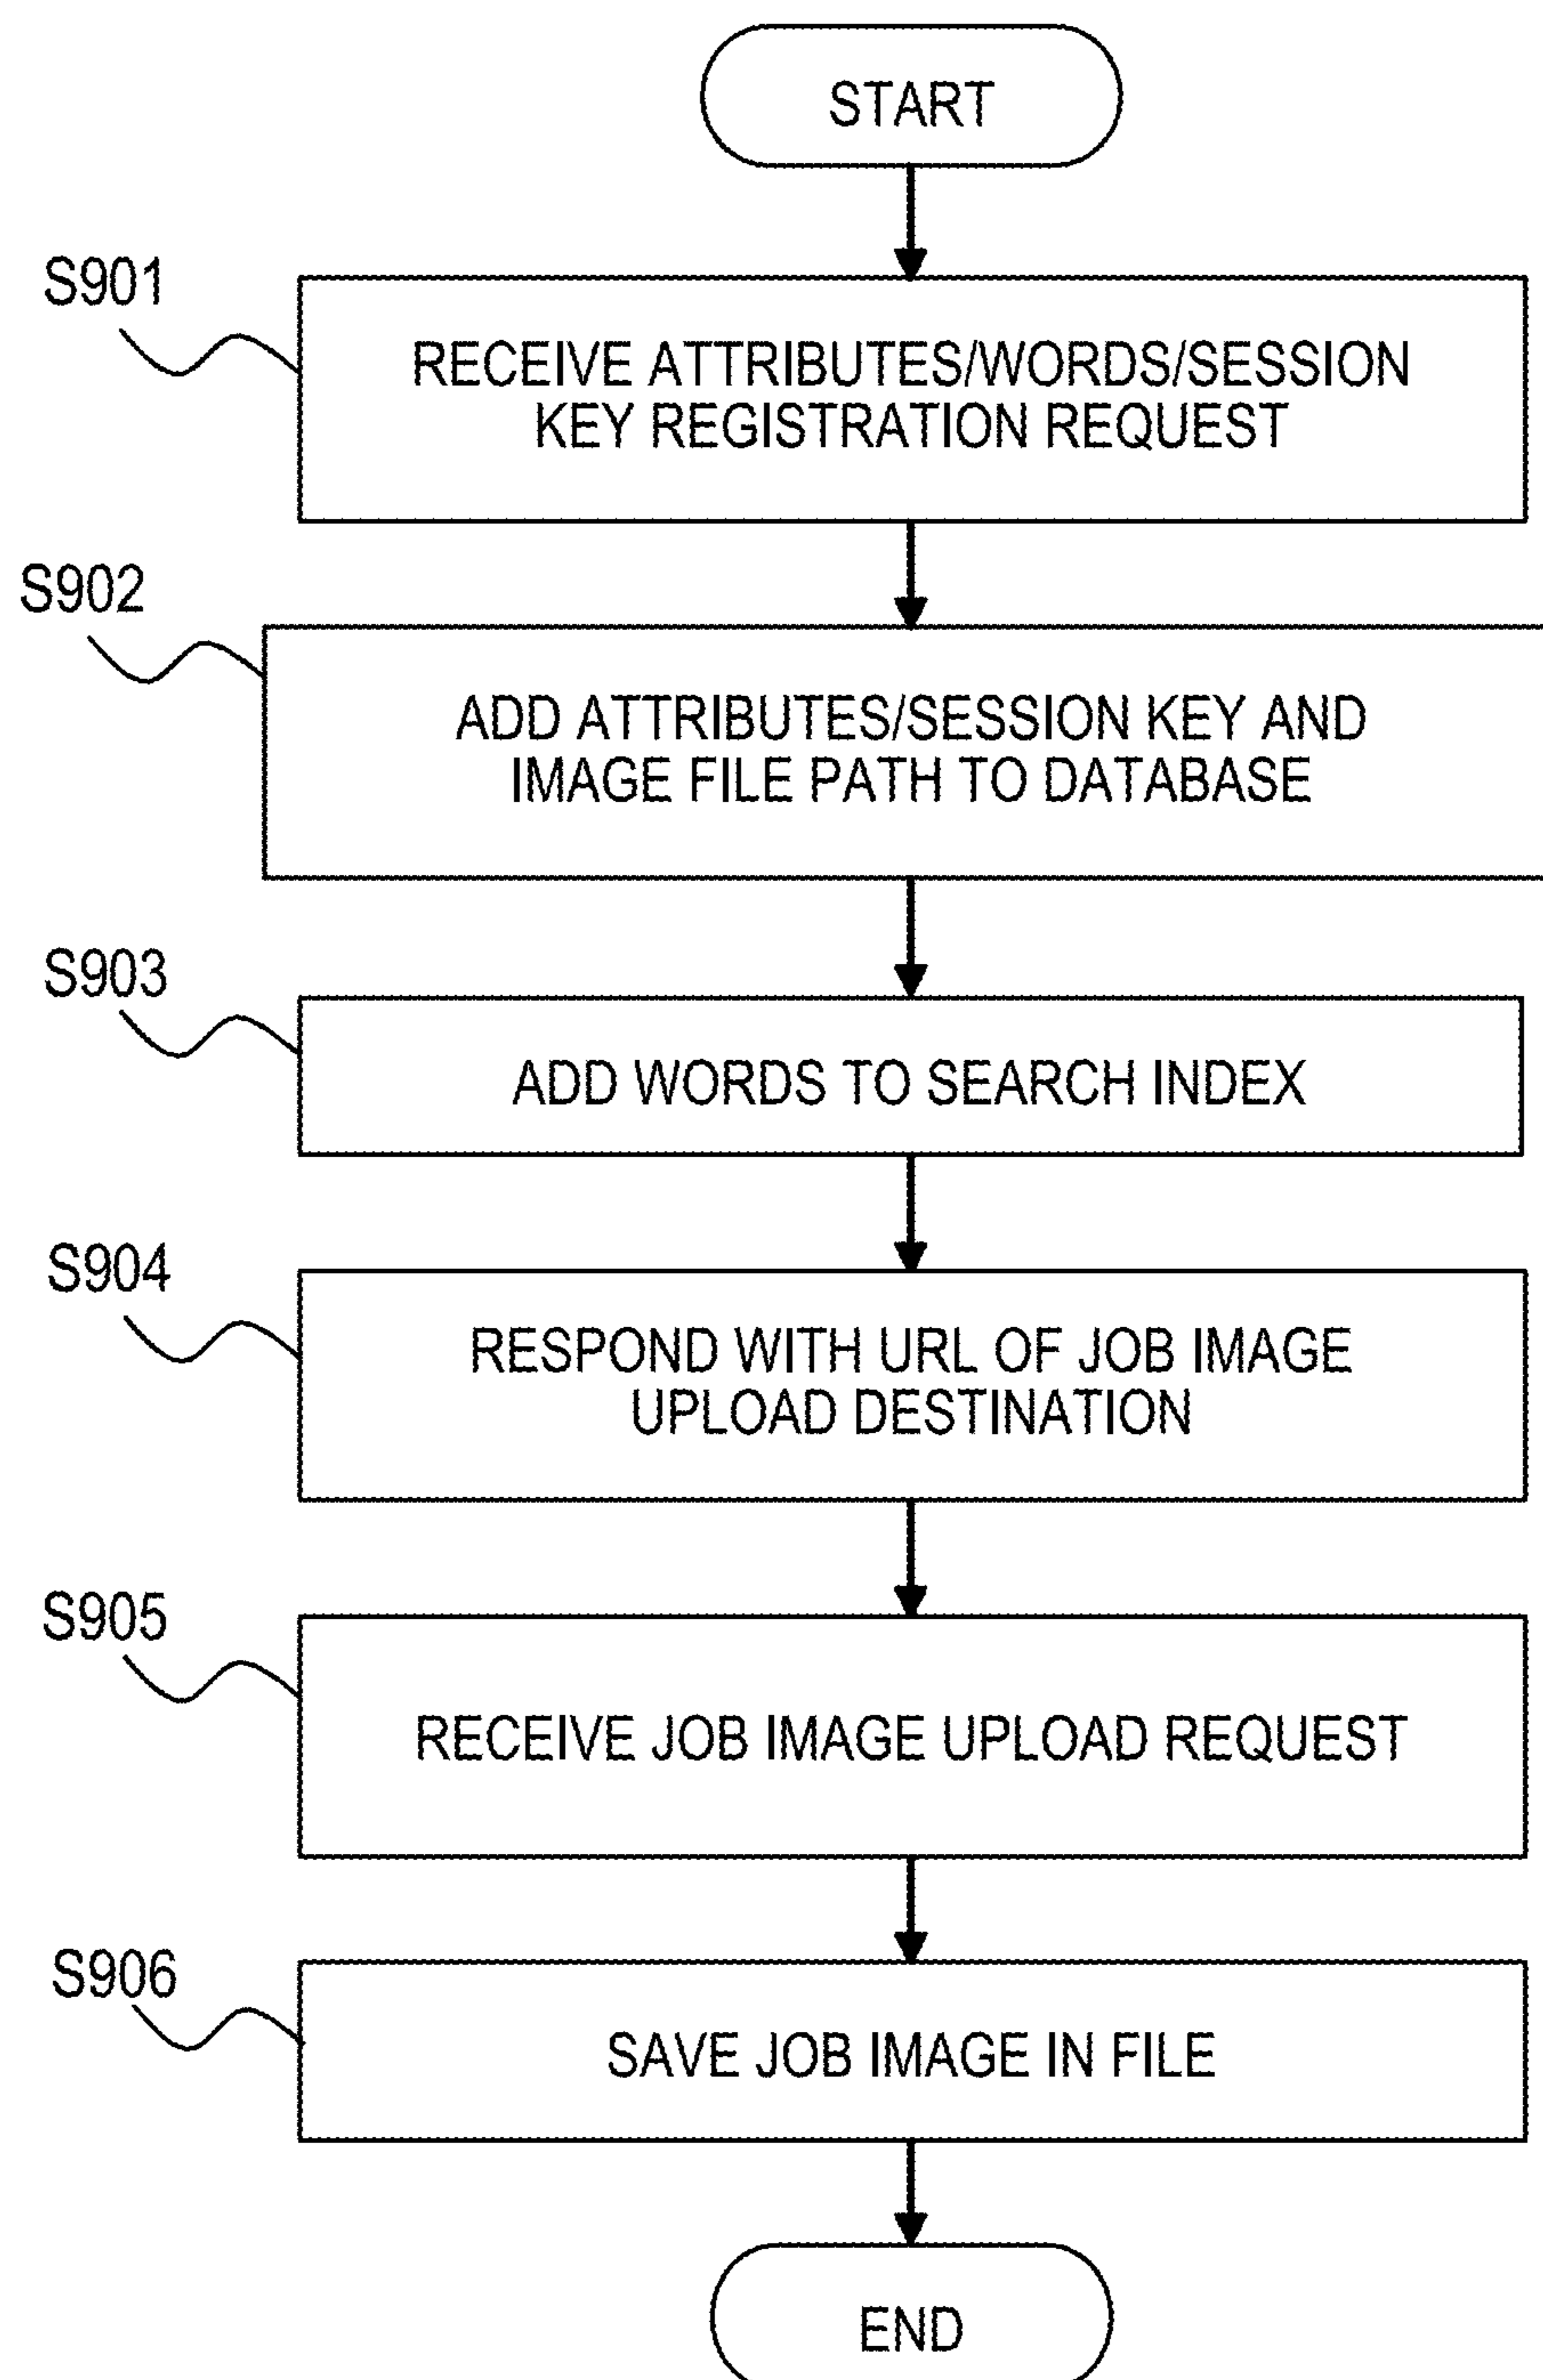 START
S901
RECEIVE ATTRIBUTES/WORDS/SESSION
KEY REGISTRATION REQUEST
S902
ADD ATTRIBUTES/SESSION KEY AND
IMAGE FILE PATH TO DATABASE
S903
ADD WORDS TO SEARCH INDEX
S904
RESPOND WITH URL OF JOB IMAGE
UPLOAD DESTINATION
S905
RECEIVE JOB IMAGE UPLOAD REQUEST
S906
SAVE JOB IMAGE IN FILE
END